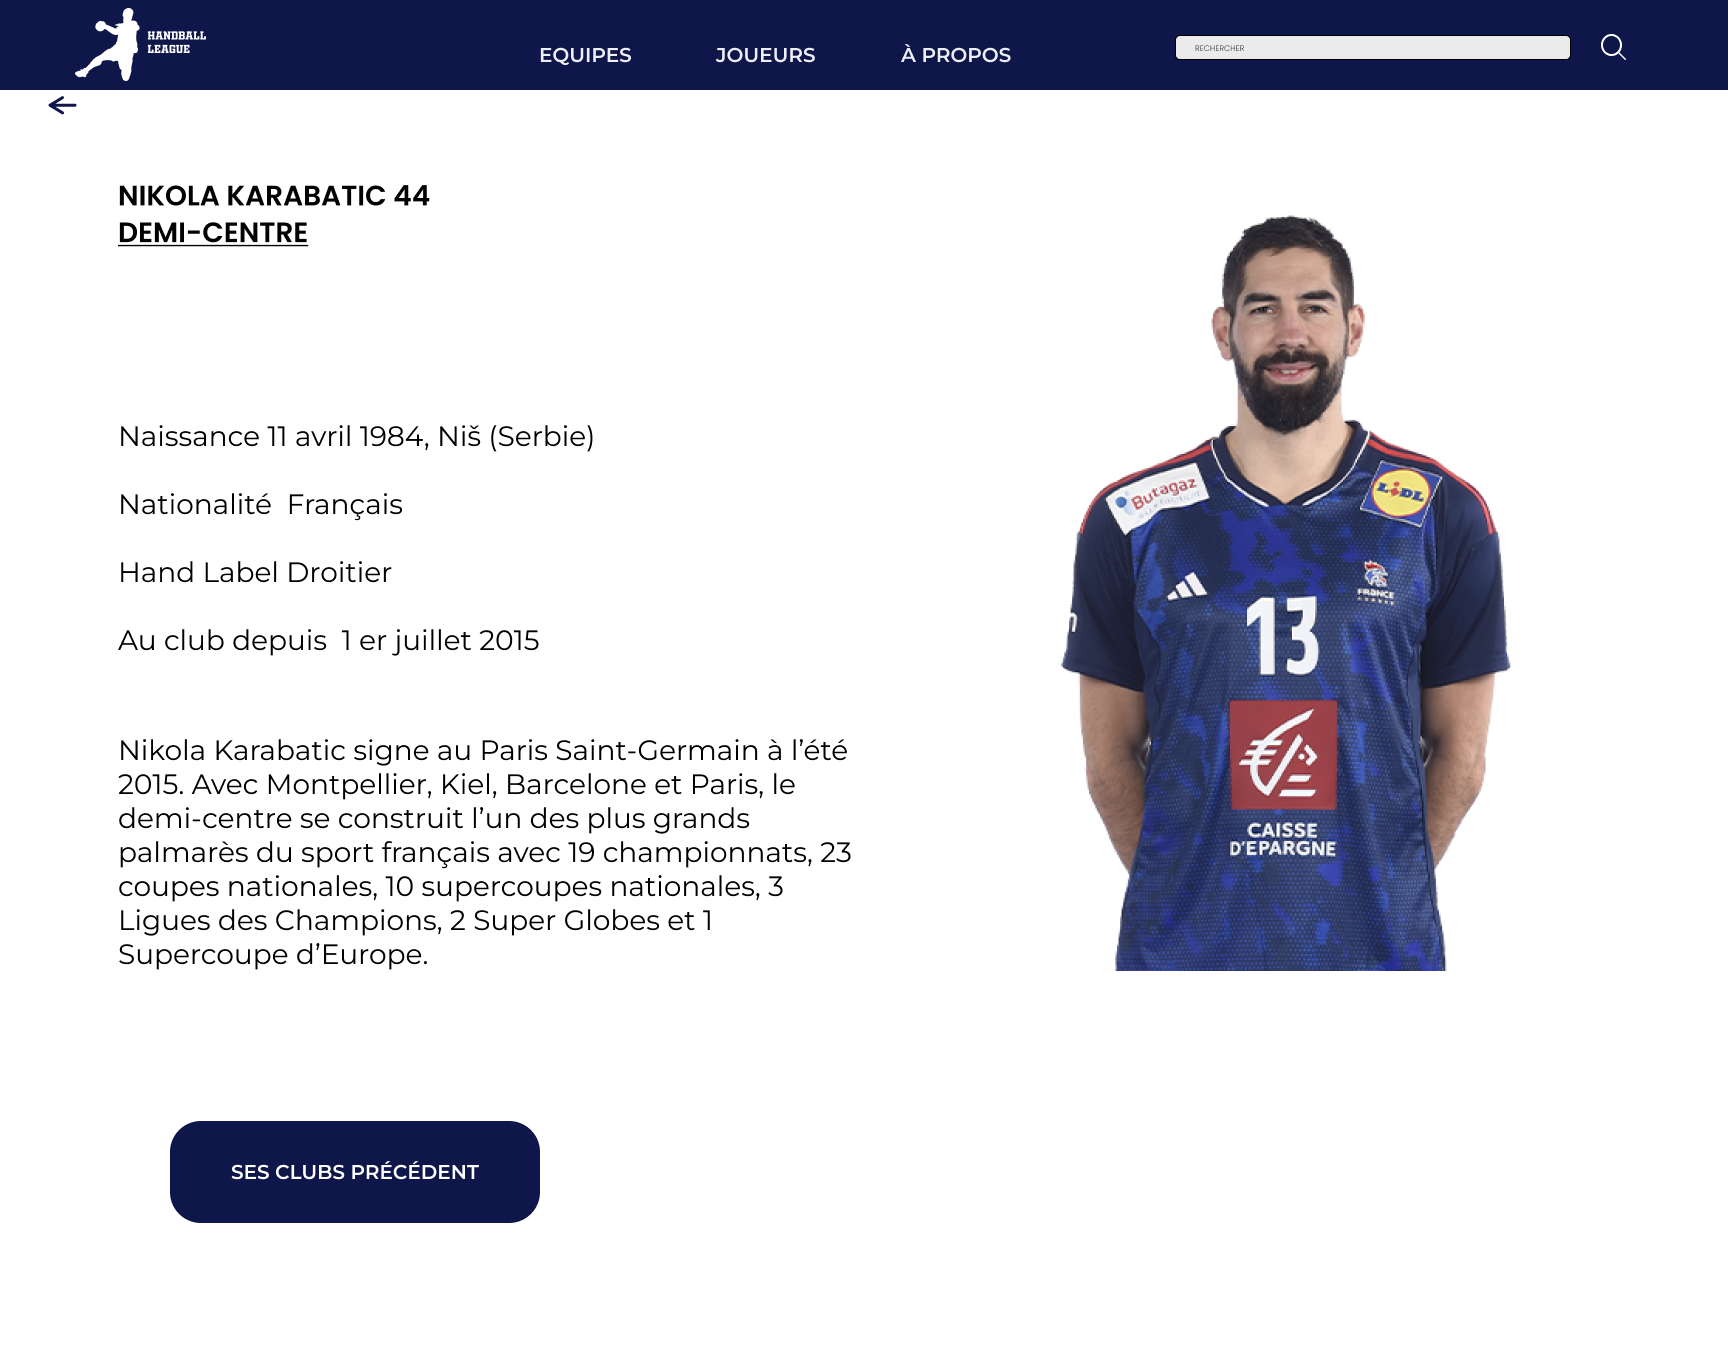 HANDBALL
LEAGUE
EQUIPES
JOUEURS
À PROPOS
RECHERCHER
NIKOLA KARABATIC 44
DEMI-CENTRE
Naissance 11 avril 1984, Niš (Serbie)
Nationalité  Français
Hand Label Droitier
Au club depuis  1 er juillet 2015
Nikola Karabatic signe au Paris Saint-Germain à l’été
2015. Avec Montpellier, Kiel, Barcelone et Paris, le
demi-centre se construit l’un des plus grands
palmarès du sport français avec 19 championnats, 23
coupes nationales, 10 supercoupes nationales, 3
Ligues des Champions, 2 Super Globes et 1
Supercoupe d’Europe.
Butagaz
LIDL
FRANCE
13
CAISSE
D'EPARGNE
SES CLUBS PRÉCÉDENT